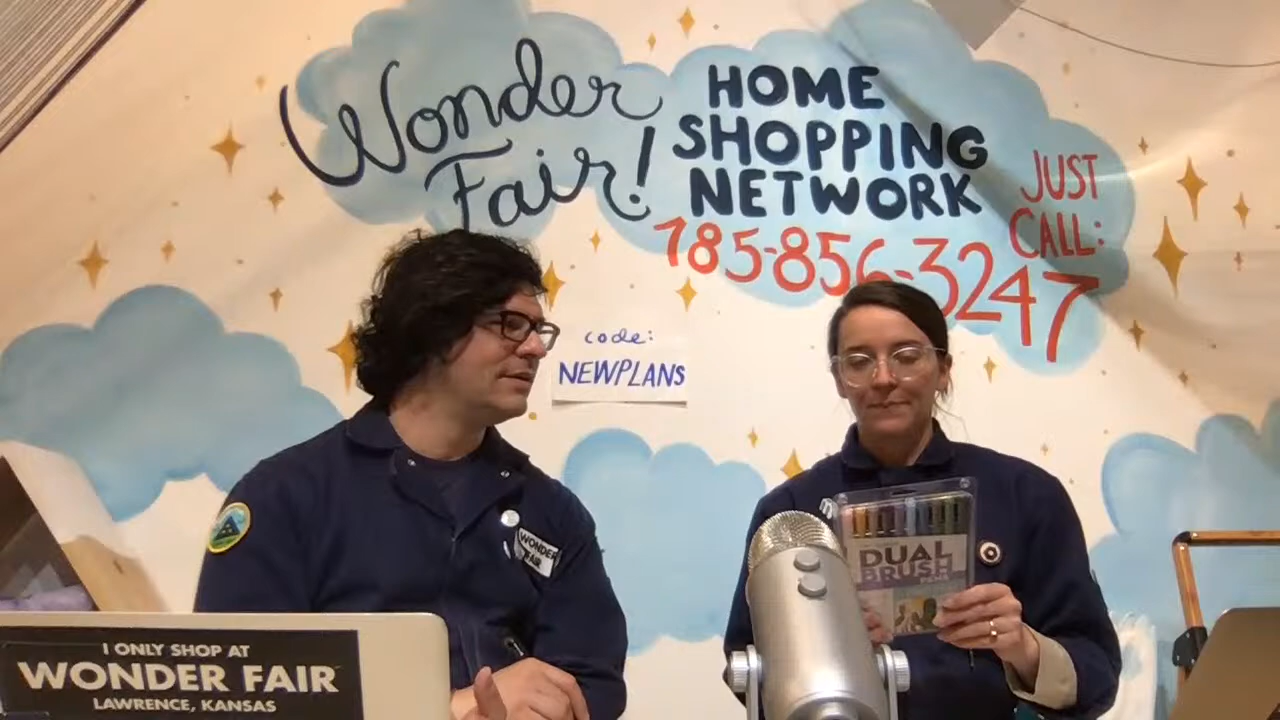 Wonder
Fair!
HOME
SHOPPING
NETWORK
JUST
CALL:
785-856-3247
code:
NEWPLANS
WONDER
FAIR
DUAL
BRUSH
PENS
I ONLY SHOP AT
WONDER FAIR
LAWRENCE, KANSAS